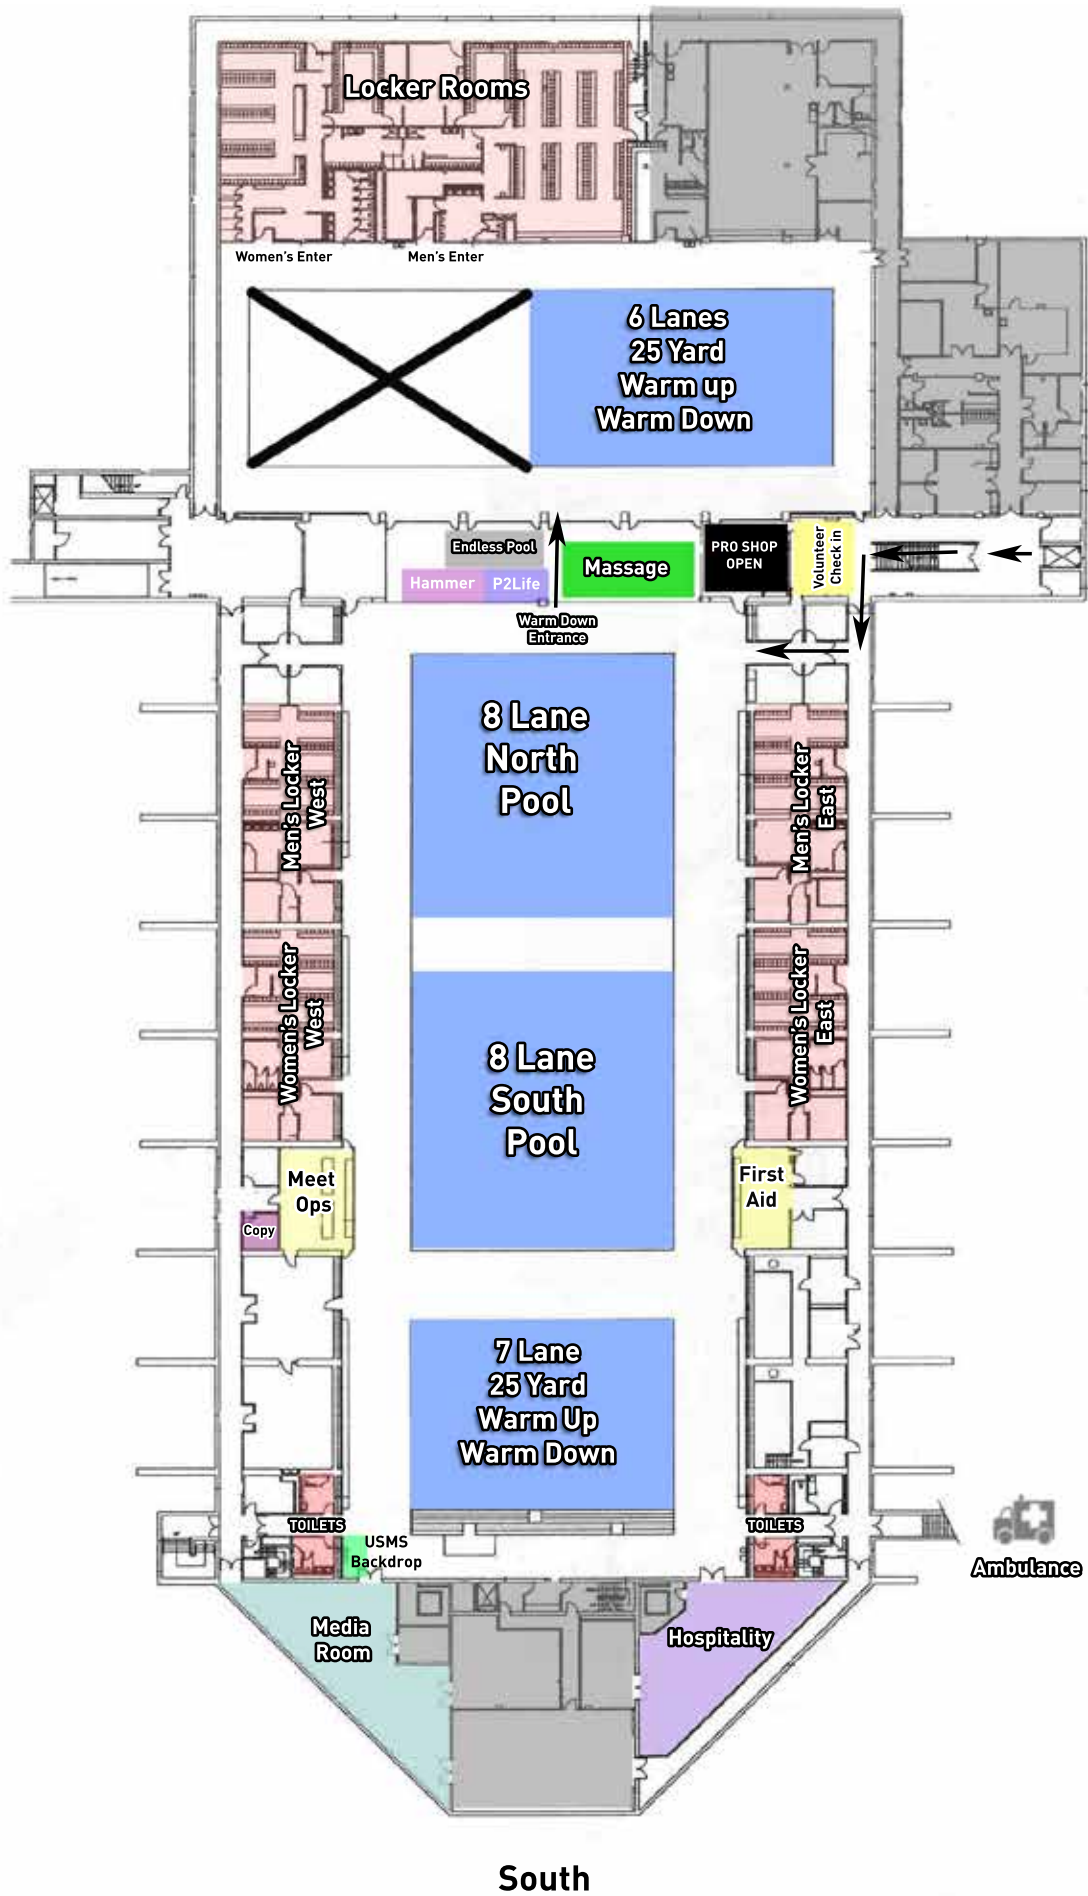 Locker Rooms
Women's Enter
Men's Enter
6 Lanes
25 Yard
Warm up
Warm Down
Endless Pool
Hammer
P2Life
Massage
PRO SHOP
OPEN
Volunteer
Check in
Warm Down
Entrance
8 Lane
North
Pool
Men's Locker
West
Men's Locker
East
Women's Locker
West
Women's Locker
East
8 Lane
South
Pool
Meet
Ops
Copy
First
Aid
7 Lane
25 Yard
Warm Up
Warm Down
TOILETS
TOILETS
USMS
Backdrop
Ambulance
Media
Room
Hospitality
South